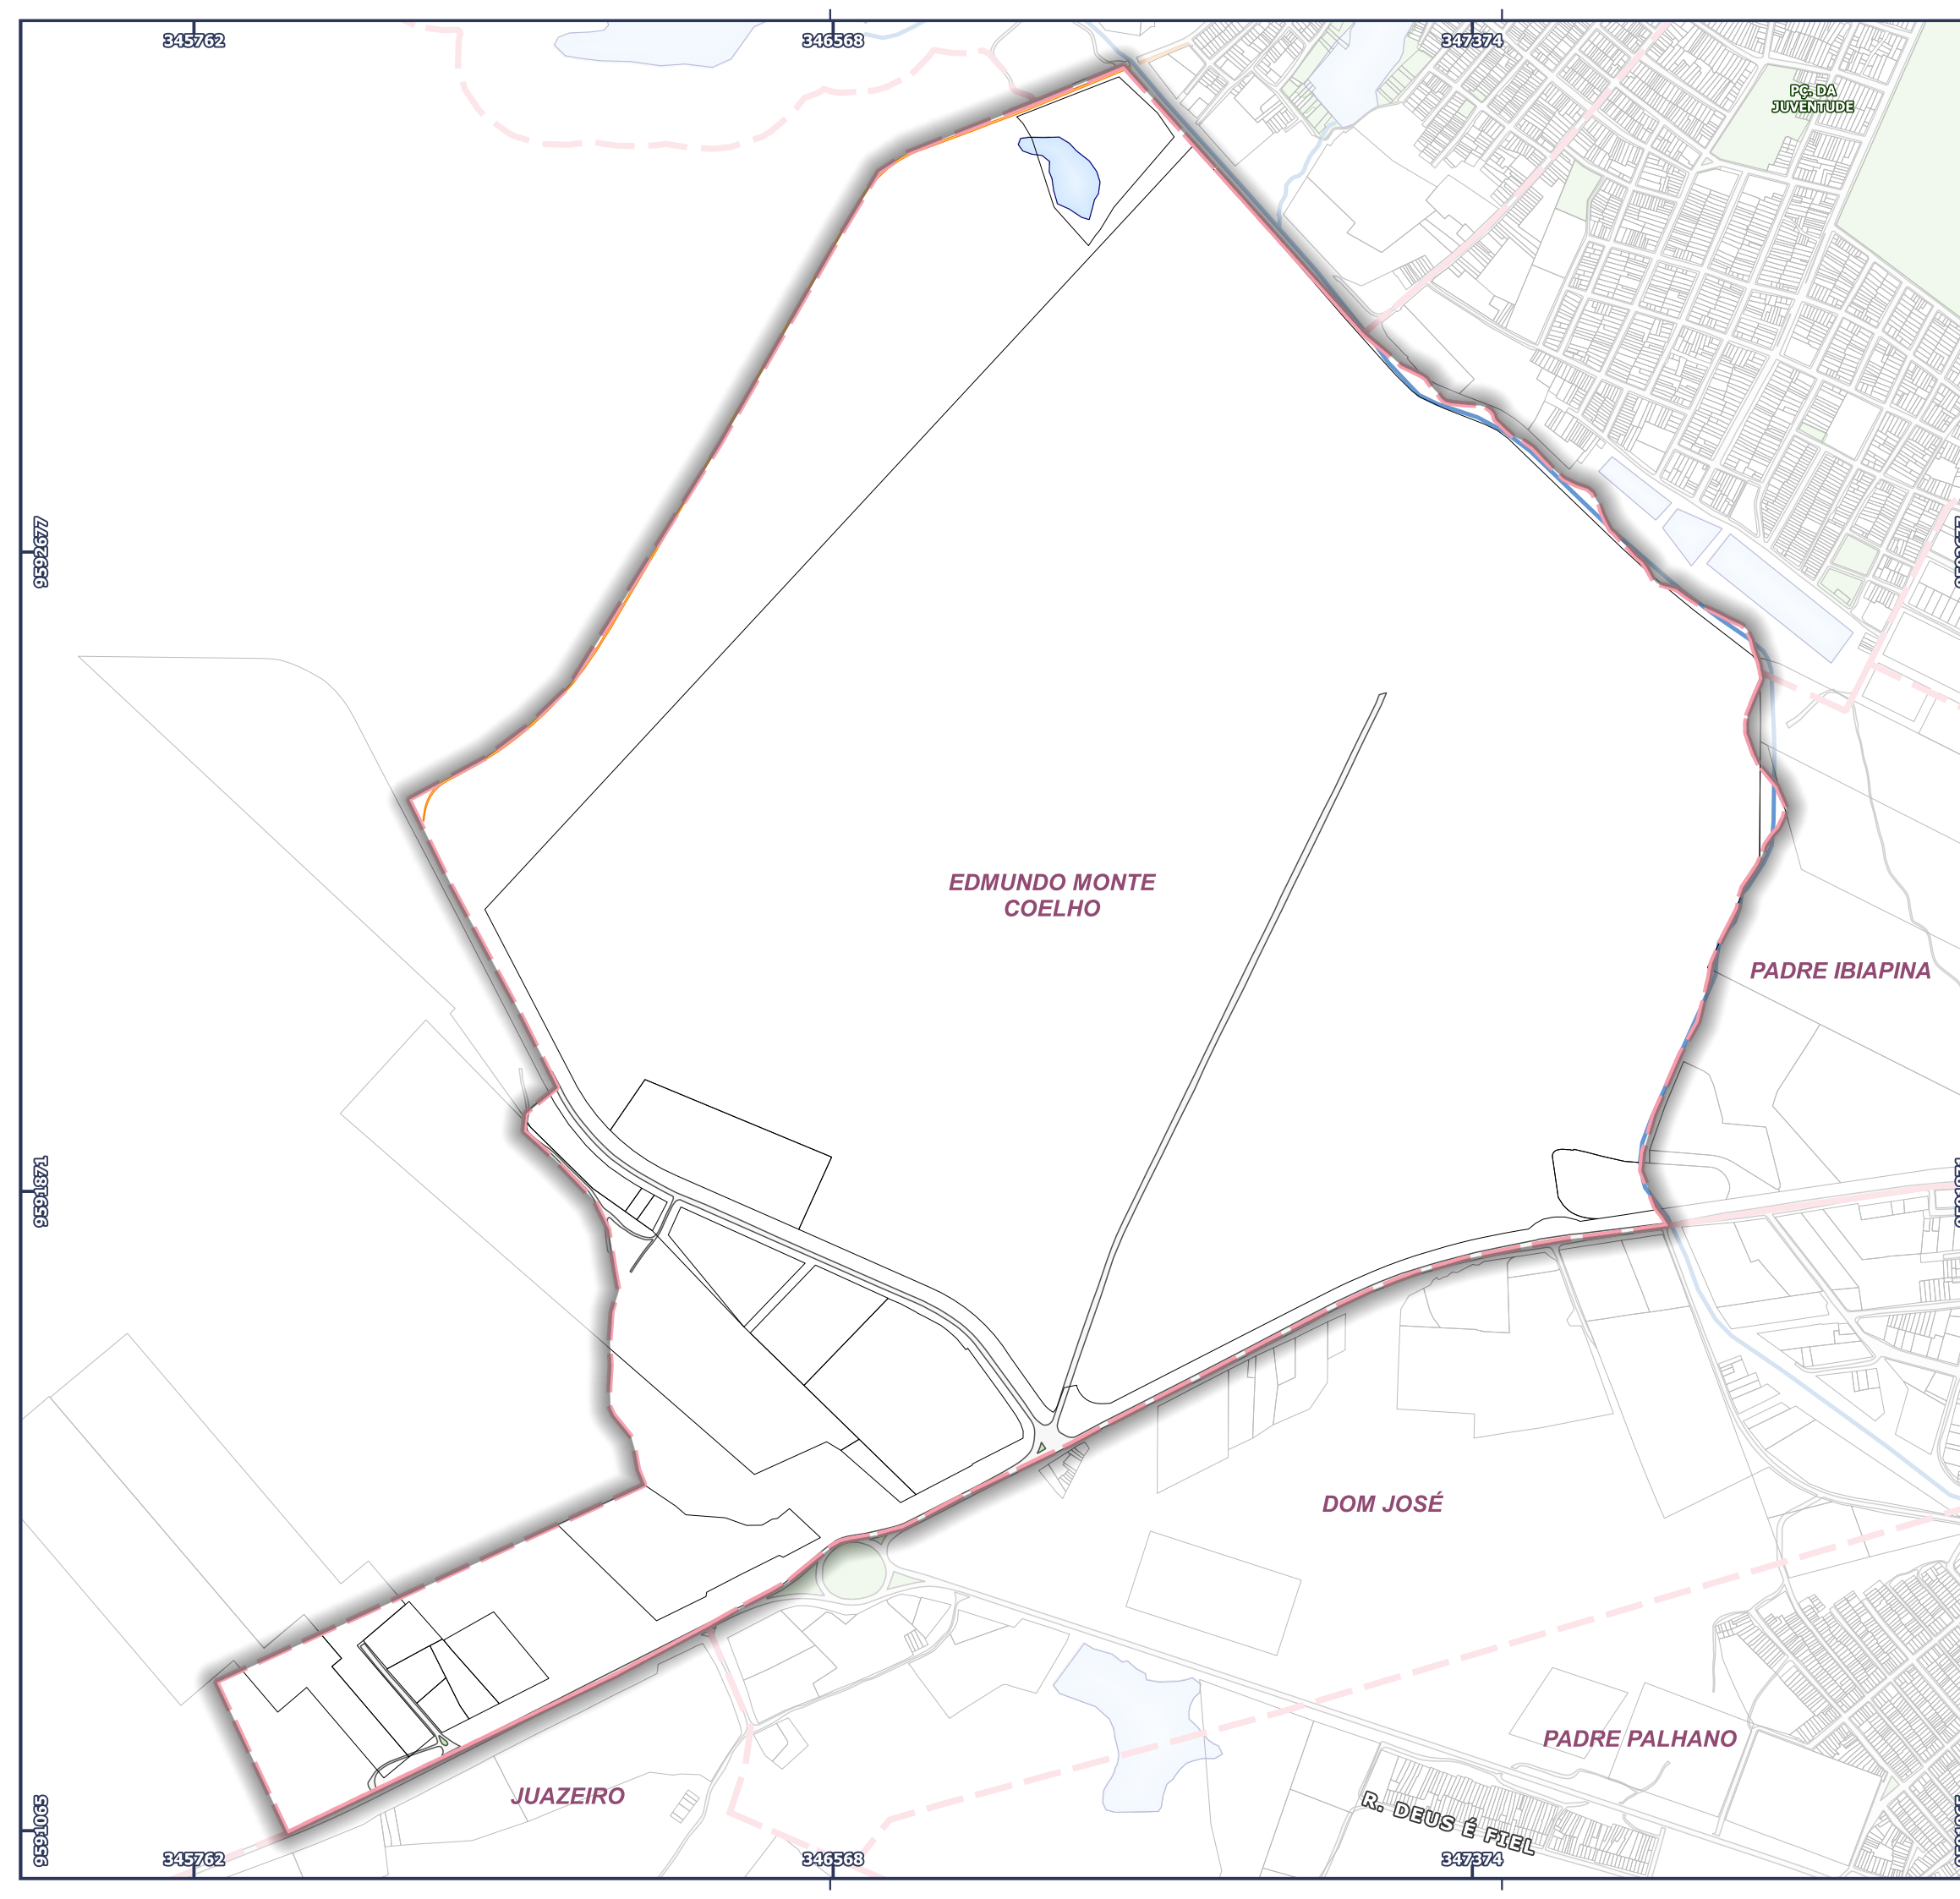 345762
346568
347374
PÇ. DA
JUVENTUDE
9592677
EDMUNDO MONTE
COELHO
PADRE IBIAPINA
9591871
DOM JOSÉ
PADRE PALHANO
JUAZEIRO
R. DEUS É FIEL
9591065
345762
346568
347374